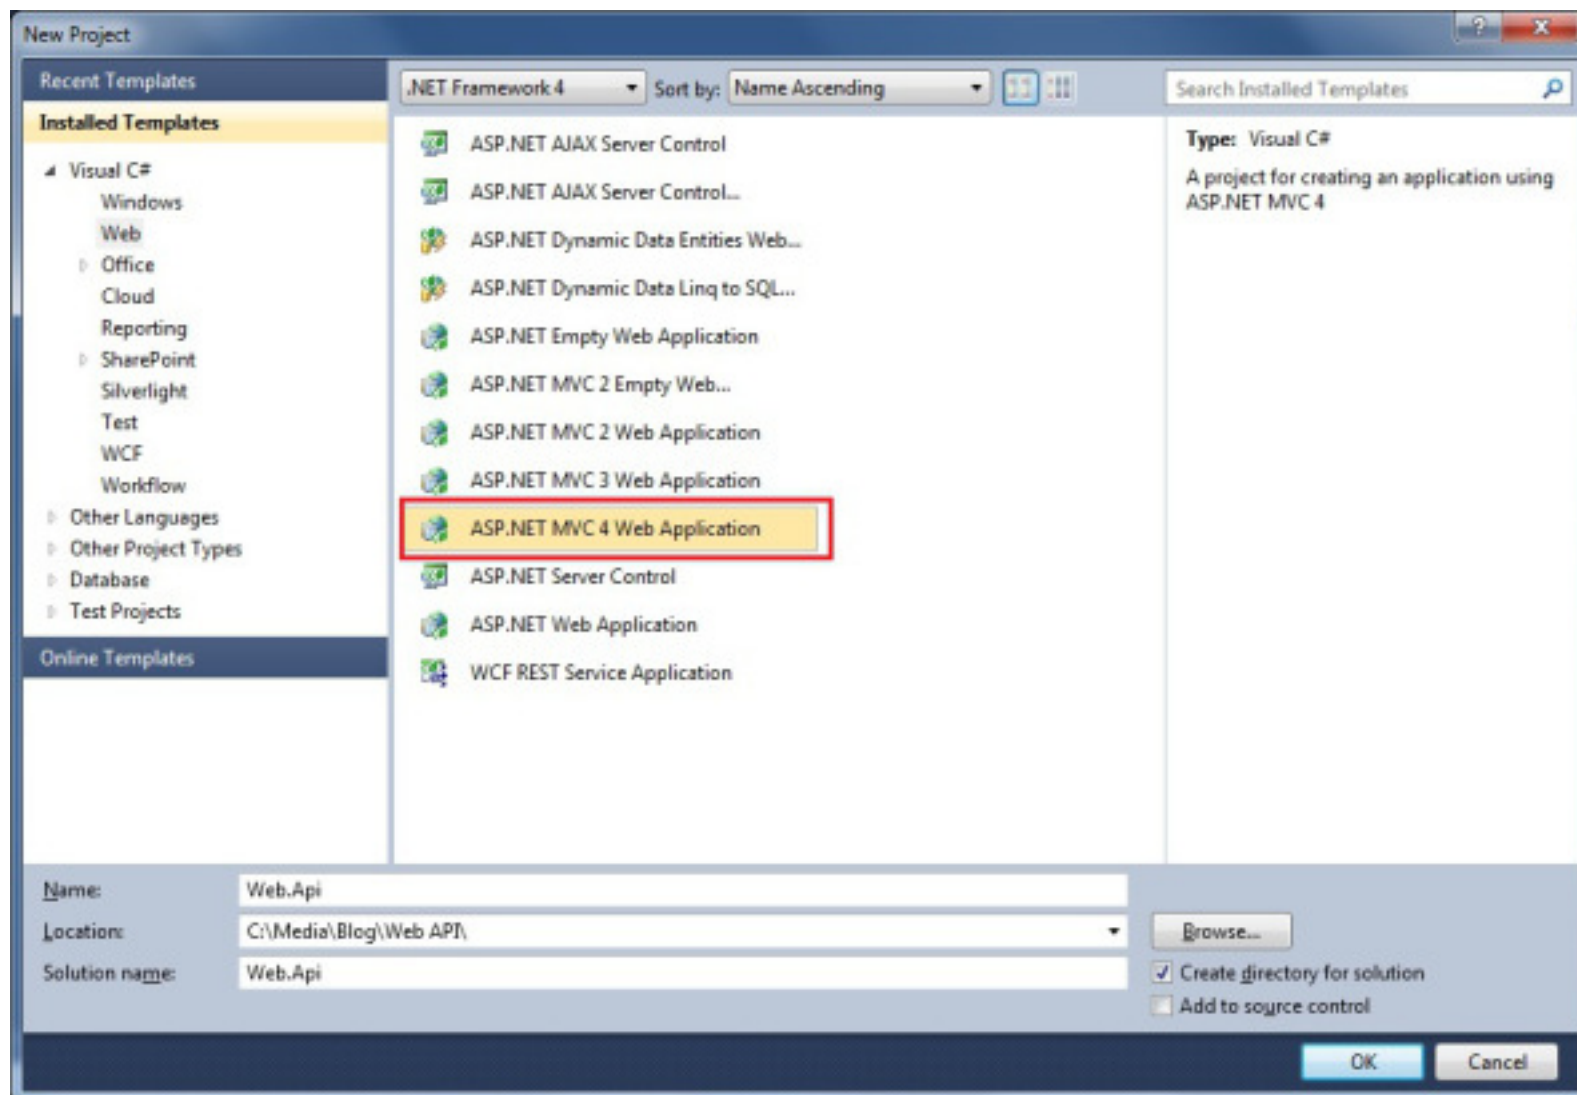 New Project
Recent Templates
Installed Templates
Visual C#
Windows
Web
Office
Cloud
Reporting
SharePoint
Silverlight
Test
WCF
Workflow
Other Languages
Other Project Types
Database
Test Projects
Online Templates
.NET Framework 4 Sort by: Name Ascending
ASP.NET AJAX Server Control
ASP.NET AJAX Server Control...
ASP.NET Dynamic Data Entities Web...
ASP.NET Dynamic Data Linq to SQL...
ASP.NET Empty Web Application
ASP.NET MVC 2 Empty Web...
ASP.NET MVC 2 Web Application
ASP.NET MVC 3 Web Application
ASP.NET MVC 4 Web Application
ASP.NET Server Control
ASP.NET Web Application
WCF REST Service Application
Search Installed Templates
Type: Visual C#
A project for creating an application using
ASP.NET MVC 4
Name: Web.Api
Location: C:\Media\Blog\Web API\ Browse...
Solution name: Web.Api
Create directory for solution
Add to source control
OK Cancel